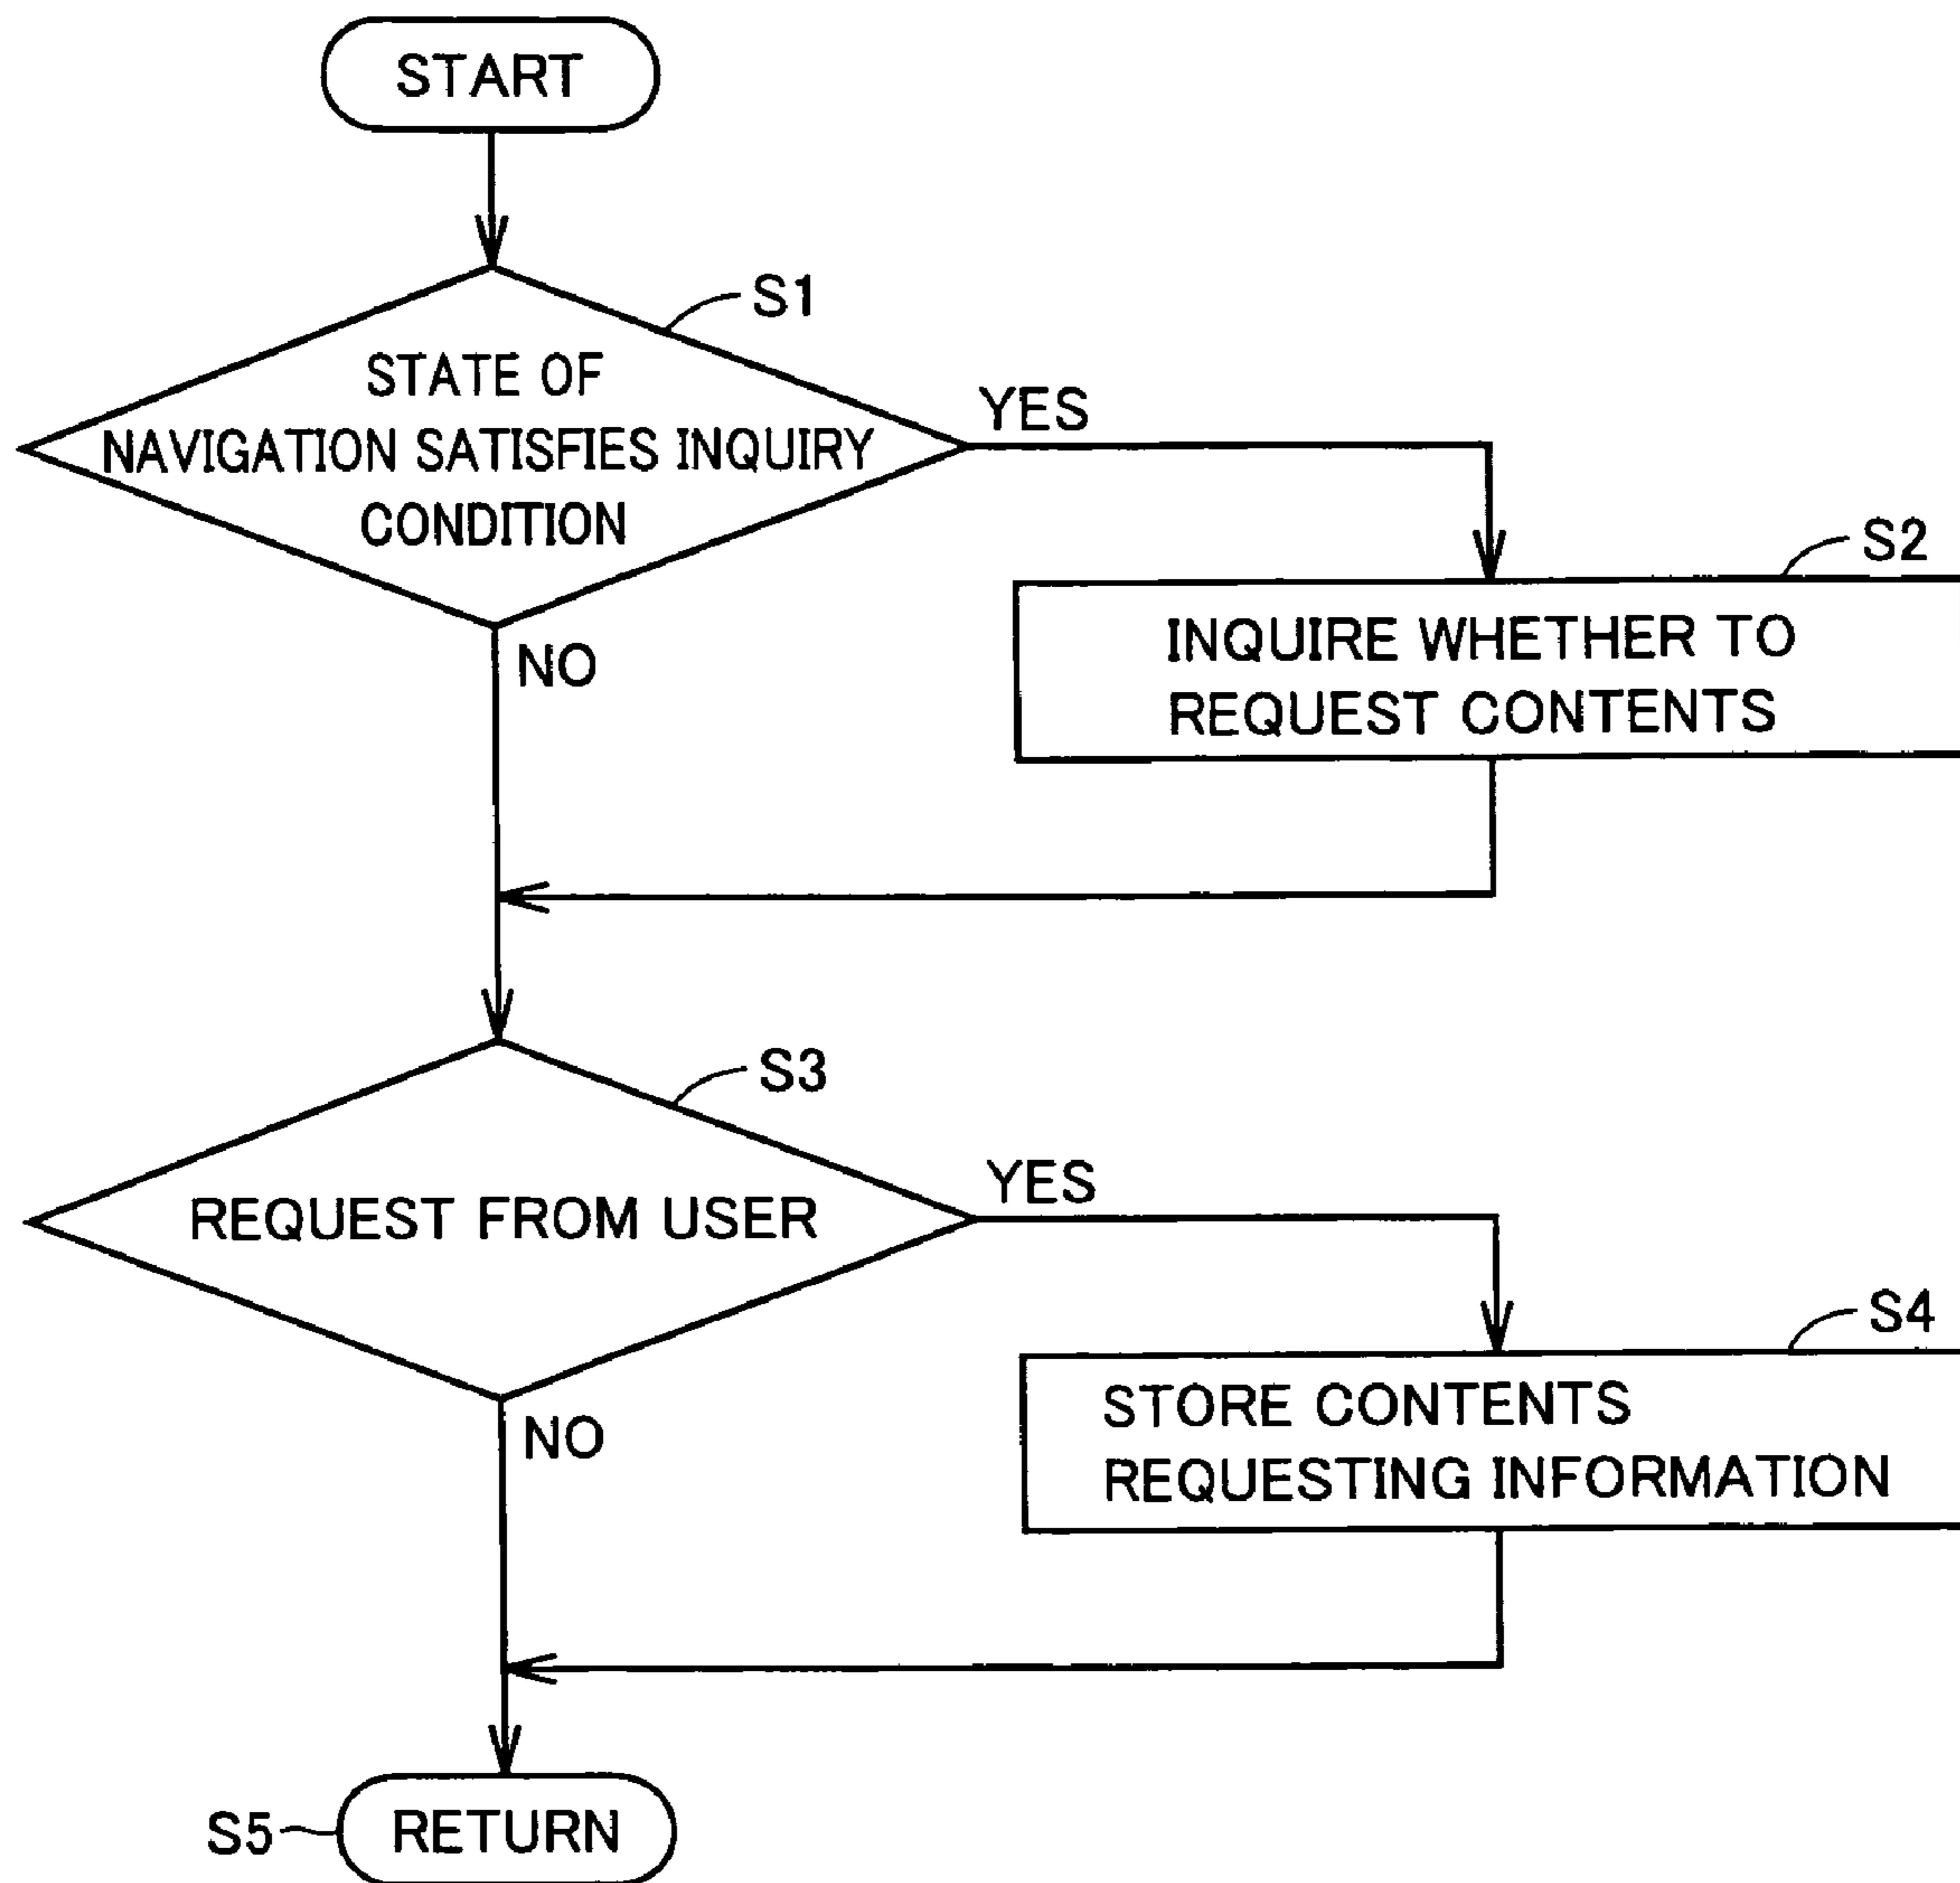 START
S1
STATE OF
NAVIGATION SATISFIES INQUIRY
CONDITION
YES
NO
S2
INQUIRE WHETHER TO
REQUEST CONTENTS
S3
REQUEST FROM USER
YES
NO
S4
STORE CONTENTS
REQUESTING INFORMATION
S5
RETURN